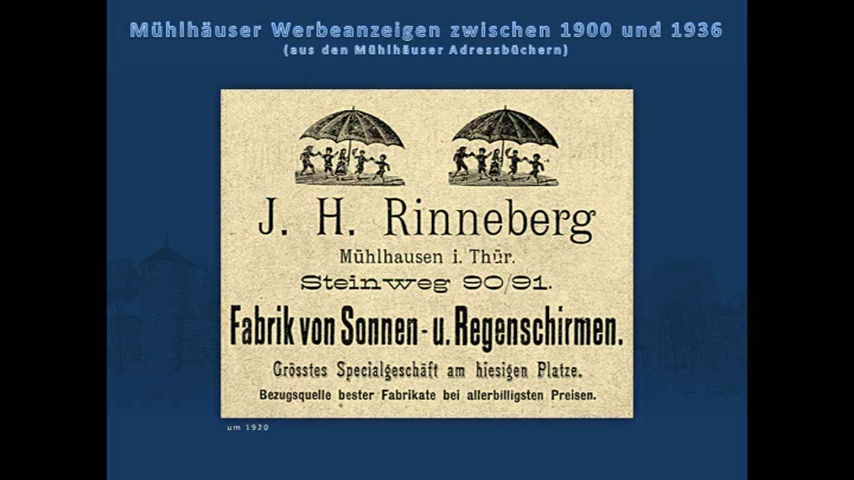 Mühlhäuser Werbeanzeigen zwischen 1900 und 1936
(aus den Mühlhäuser Adressbüchern)
J. H. Rinneberg
Mühlhausen i. Thür.
Steinweg 90/91.
Fabrik von Sonnen- u. Regenschirmen.
Grösstes Specialgeschäft am hiesigen Platze.
Bezugsquelle bester Fabrikate bei allerbilligsten Preisen.
um 1920